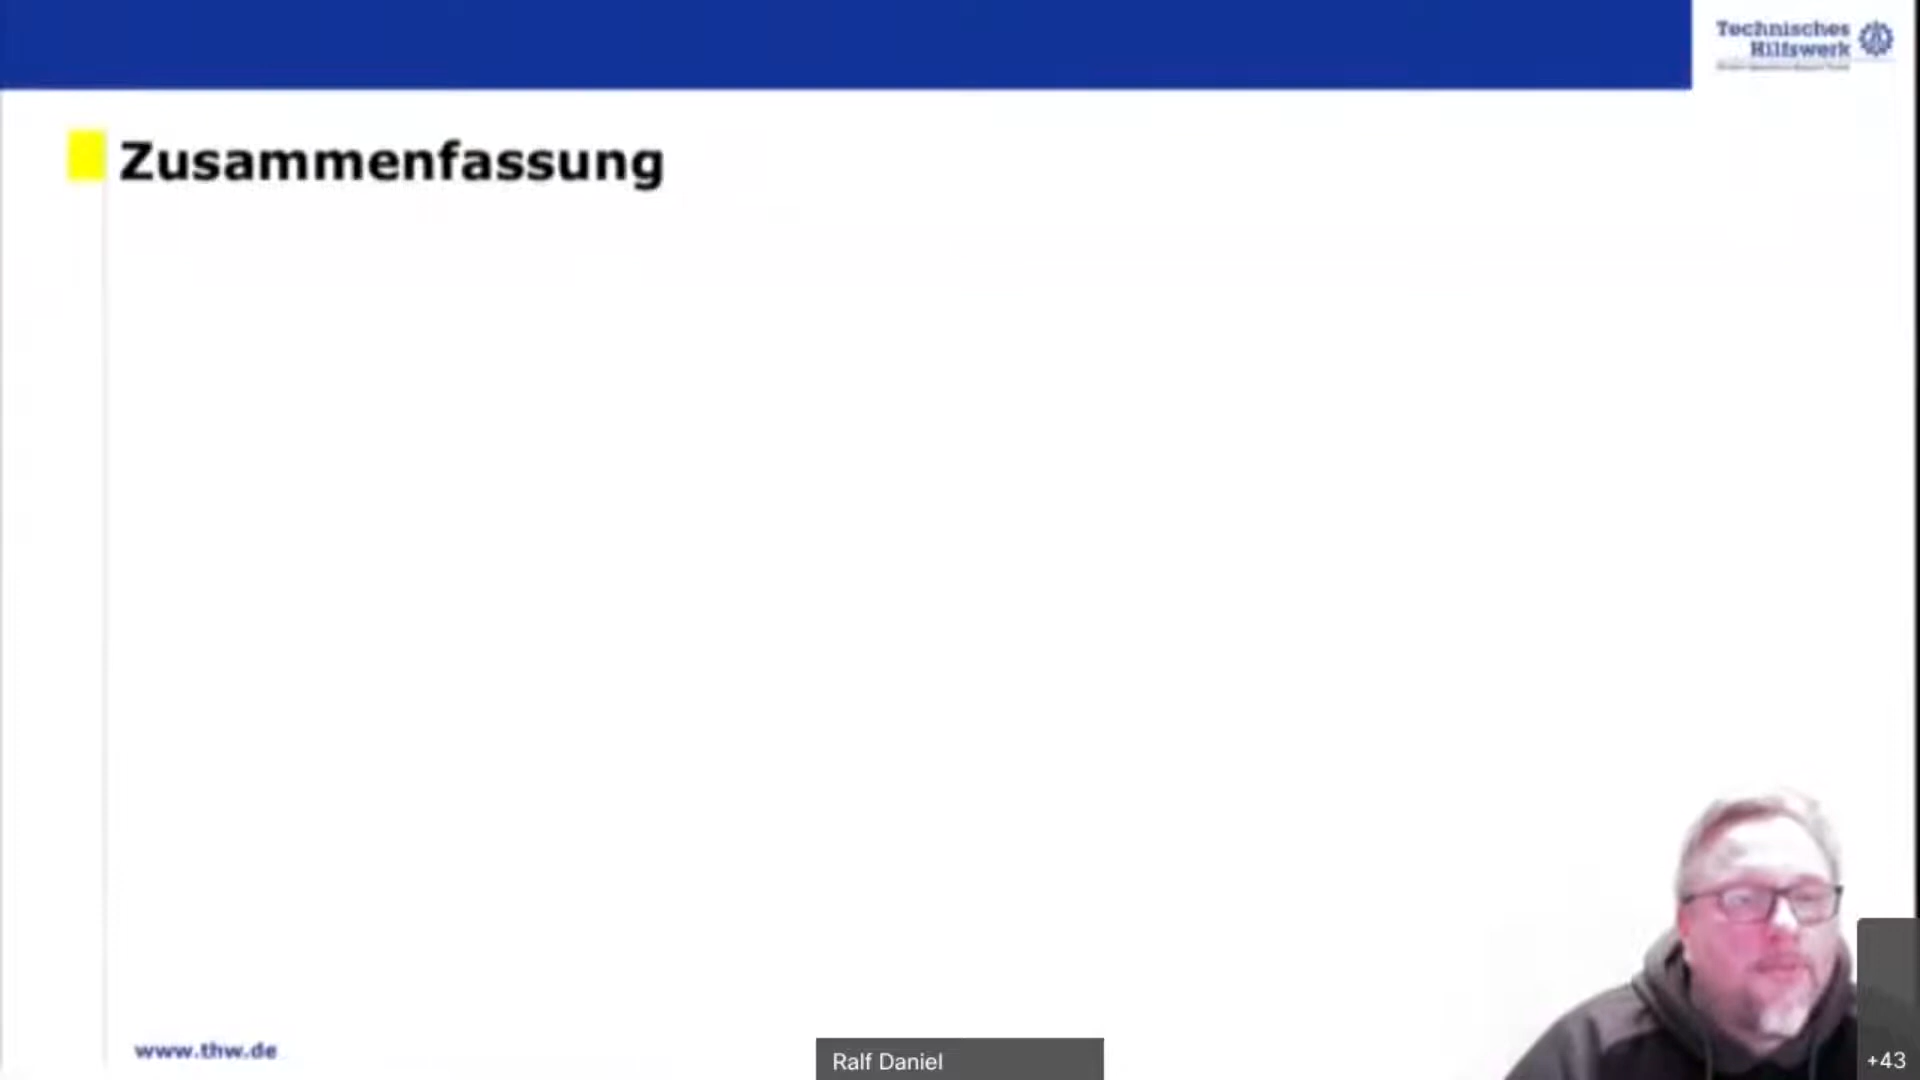 Technisches
Hilfswerk
Zusammenfassung
www.thw.de
Ralf Daniel
+43